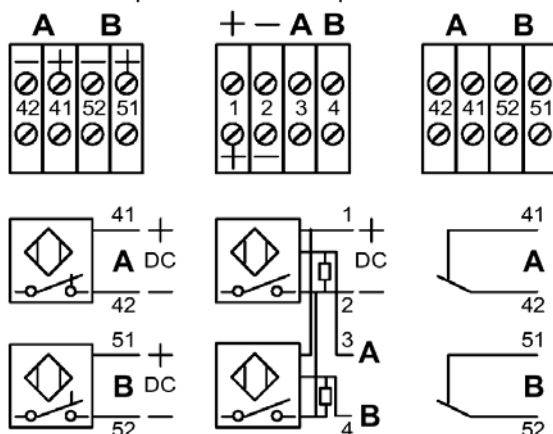 A B + − A B A B
− + − +
42 41 52 51 1 2 3 4 42 41 52 51
+ −
41 + 1 + 41
A DC DC A
42 − 2 − 42
51 + 3 A 51
B DC B
52 − 4 B 52